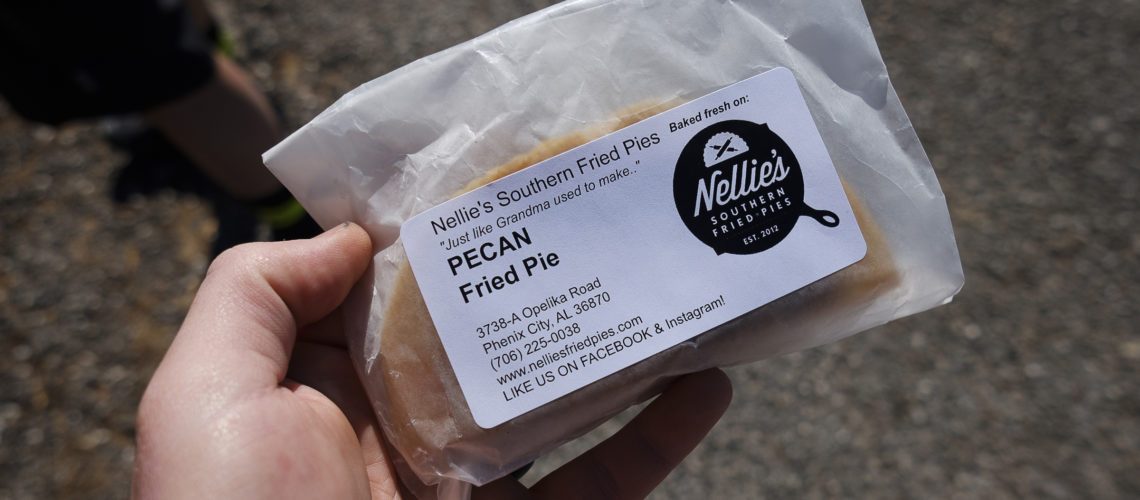 Baked fresh on:
Nellie's Southern Fried Pies
"Just like Grandma used to make.."
PECAN
Fried Pie
3738-A Opelika Road
Phenix City, AL 36870
(706) 225-0038
www.nelliesfriedpies.com
LIKE US ON FACEBOOK & Instagram!
Nellie's
SOUTHERN
FRIED PIES
EST. 2012